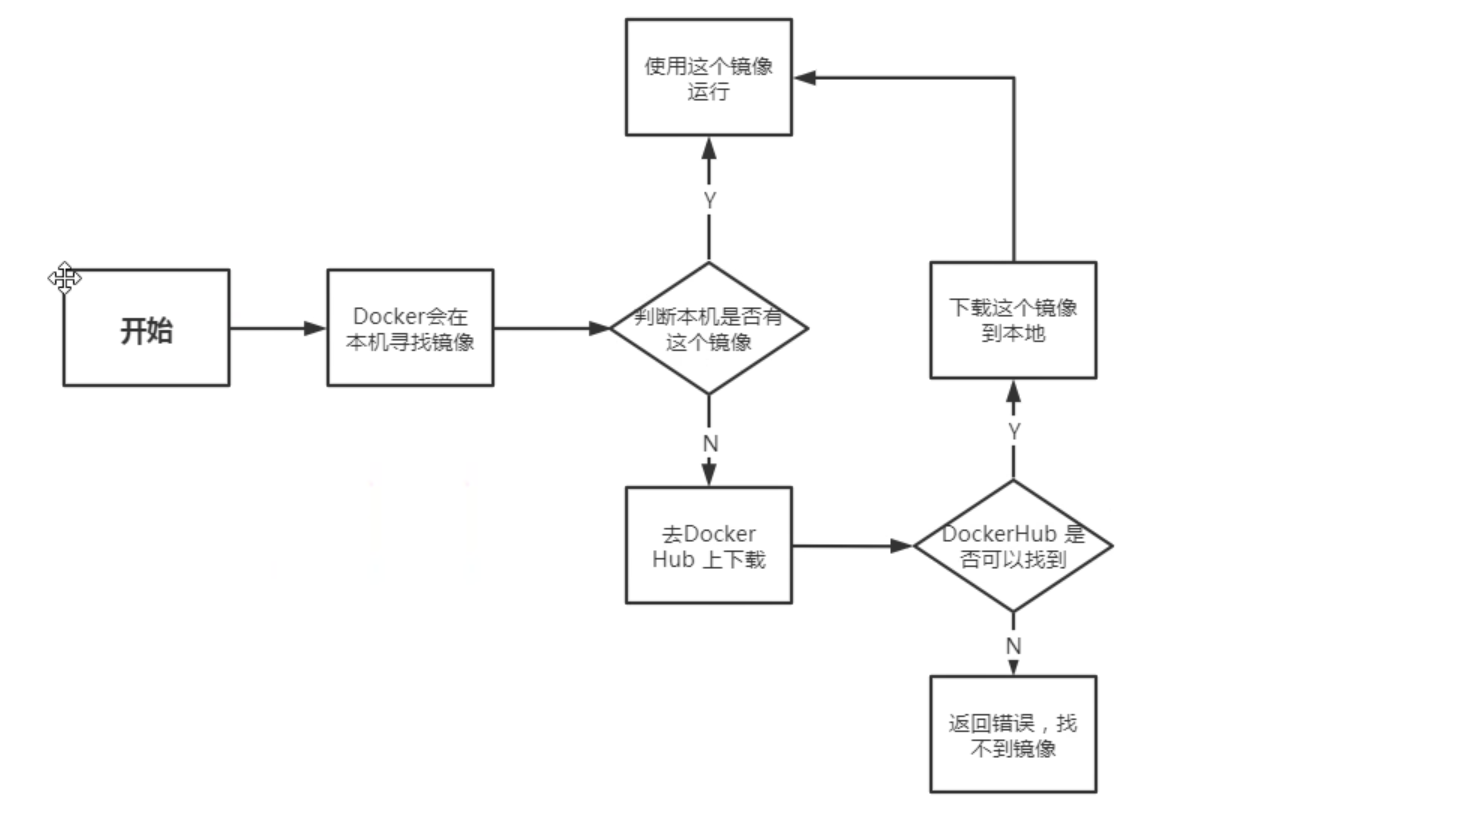 使用这个镜像
运行
Y
开始
Docker会在
本机寻找镜像
判断本机是否有
这个镜像
下载这个镜像
到本地
N
Y
去Docker
Hub 上下载
DockerHub 是
否可以找到
N
返回错误，找
不到镜像